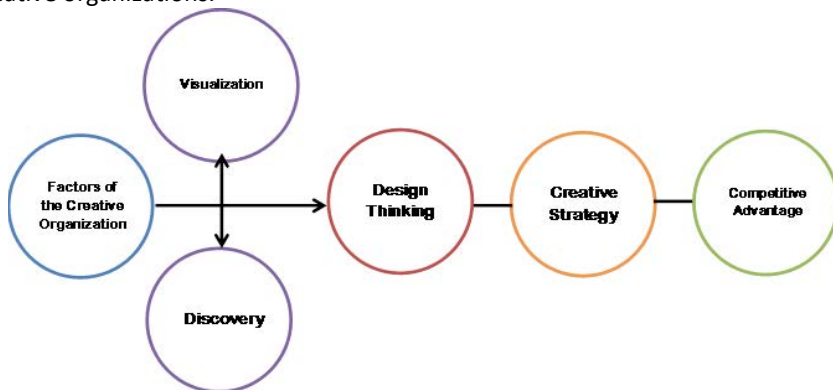 Visualization
Factors of
the Creative
Organization
Design
Thinking
Creative
Strategy
Competitive
Advantage
Discovery